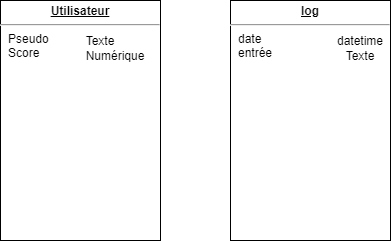 Utilisateur
Pseudo Texte
Score Numérique
log
date datetime
entrée Texte